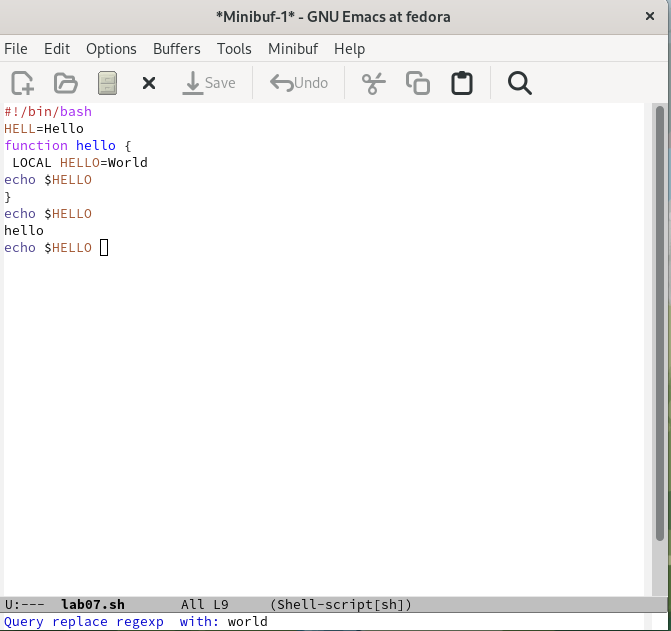 *Minibuf-1* - GNU Emacs at fedora
File Edit Options Buffers Tools Minibuf Help
Save Undo
#!/bin/bash
HELL=Hello
function hello {
 LOCAL HELLO=World
echo $HELLO
}
echo $HELLO
hello
echo $HELLO
U:---  lab07.sh       All L9     (Shell-script[sh])
Query replace regexp  with: world